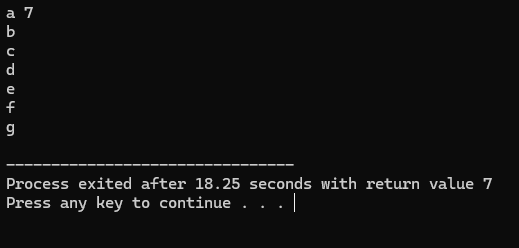 a 7
b
c
d
e
f
g
--------------------------------
Process exited after 18.25 seconds with return value 7
Press any key to continue . . .